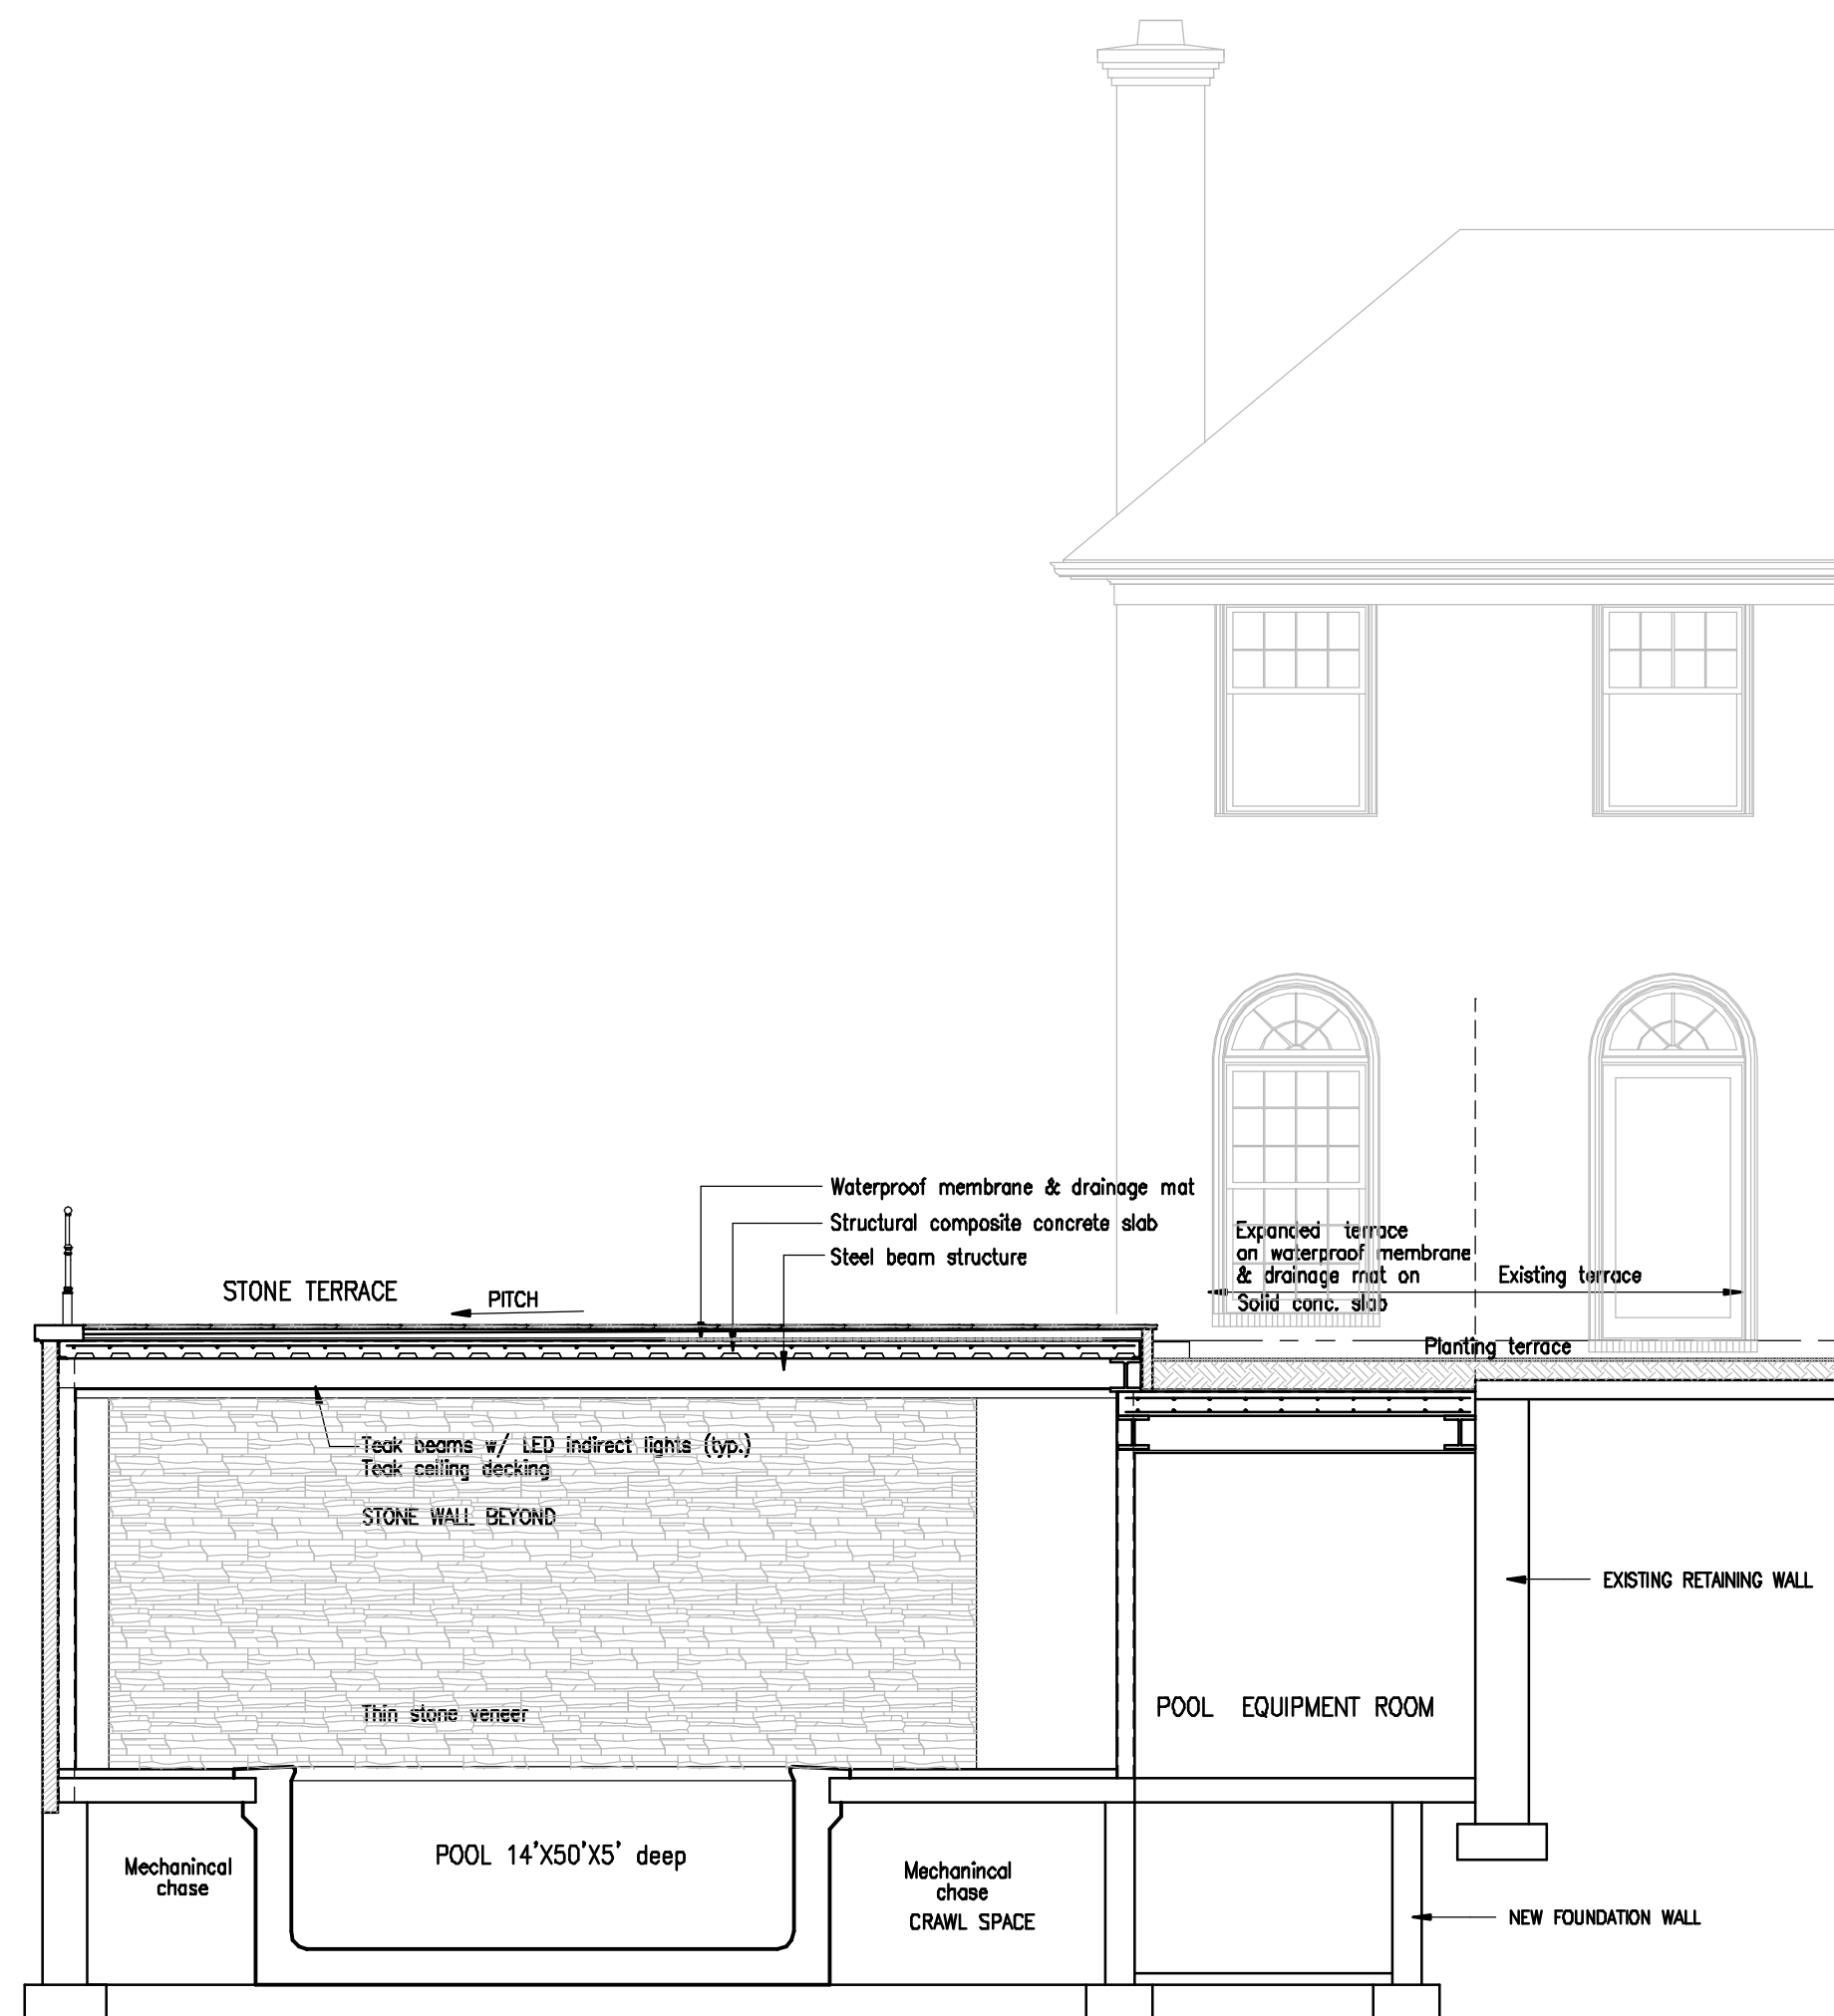 Waterproof membrane & drainage mat
Structural composite concrete slab
Steel beam structure
Expanded terrace
on waterproof membrane
& drainage mat on
Solid conc. slab
Existing terrace
STONE TERRACE
PITCH
Planting terrace
Teak beams w/ LED indirect lights (typ.)
Teak ceiling decking
STONE WALL BEYOND
EXISTING RETAINING WALL
Thin stone veneer
POOL EQUIPMENT ROOM
POOL 14'X50'X5' deep
Mechanincal
chase
Mechanincal
chase
CRAWL SPACE
NEW FOUNDATION WALL